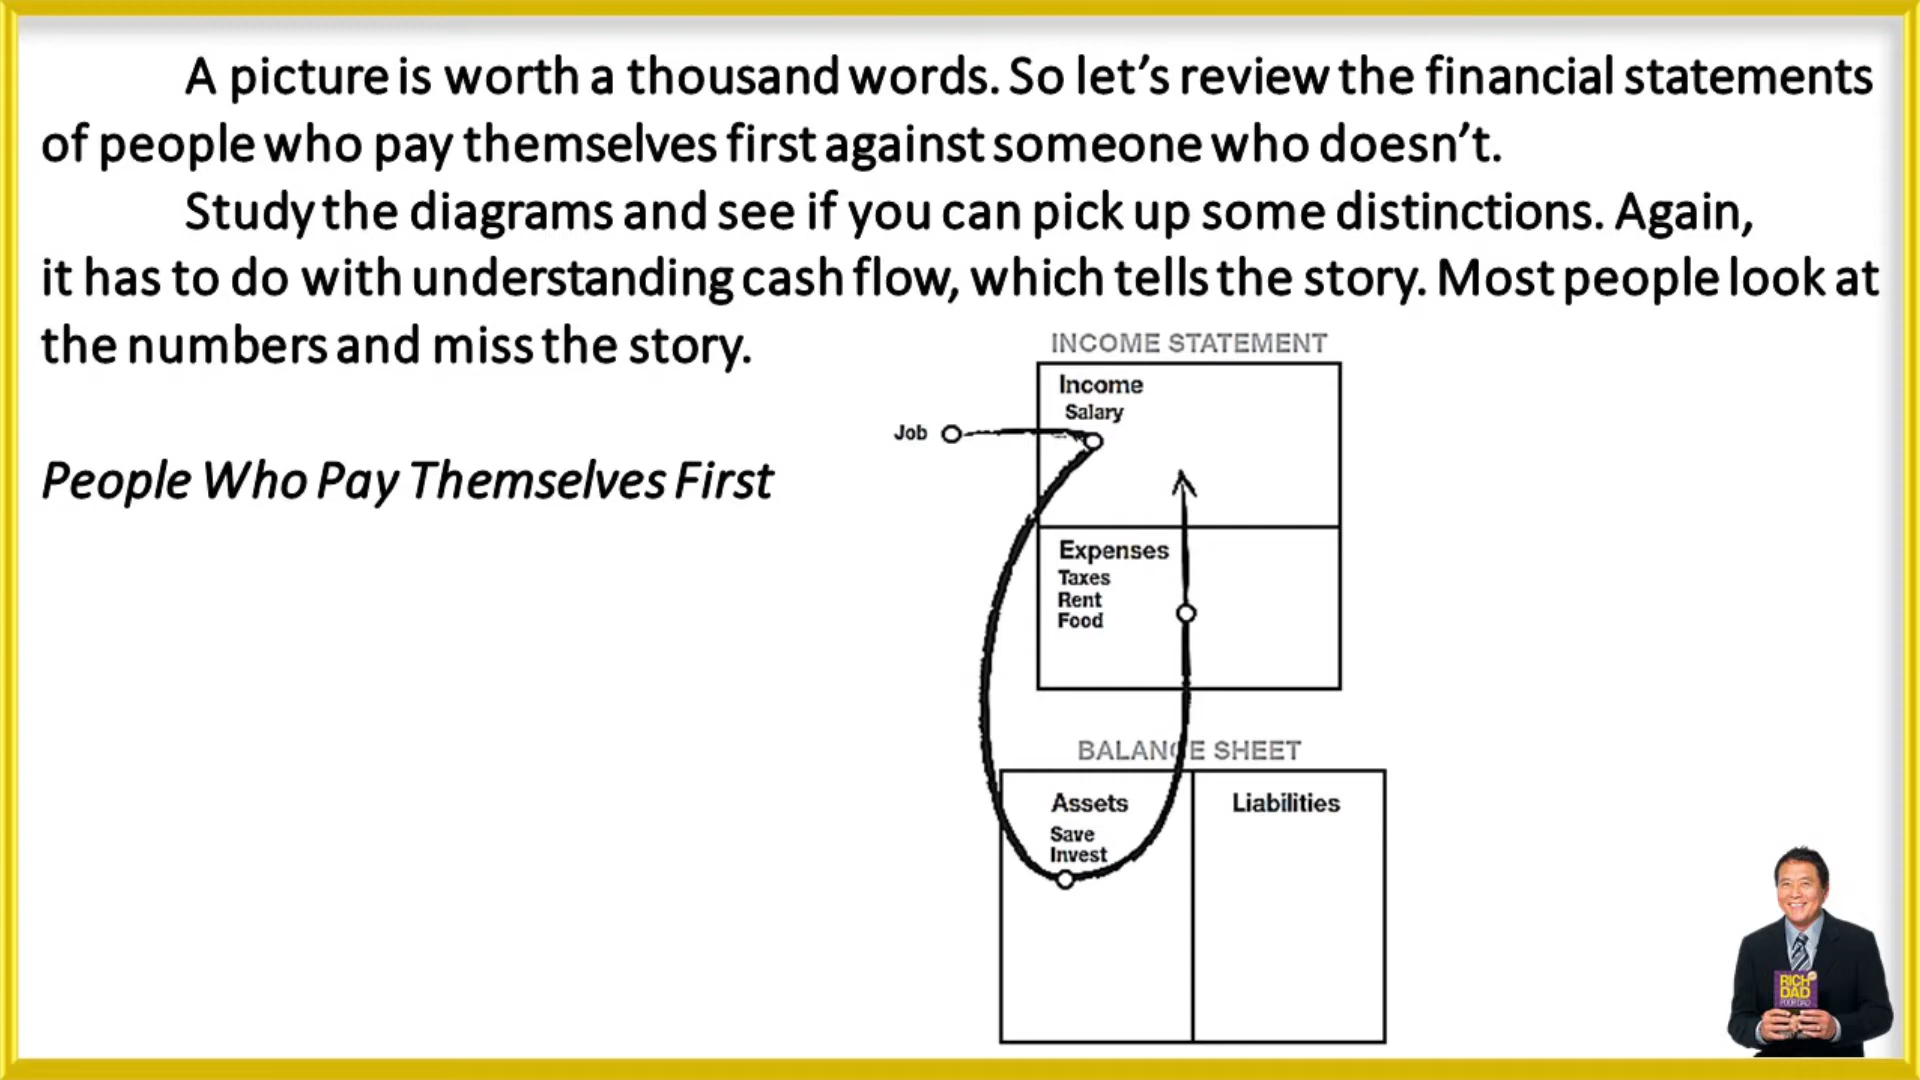 A picture is worth a thousand words. So let’s review the financial statements
of people who pay themselves first against someone who doesn’t.
Study the diagrams and see if you can pick up some distinctions. Again,
it has to do with understanding cash flow, which tells the story. Most people look at
the numbers and miss the story.
People Who Pay Themselves First
INCOME STATEMENT
Income
Salary
Job
Expenses
Taxes
Rent
Food
BALANCE SHEET
Assets
Save
Invest
Liabilities
RICH
DAD
POOR DAD